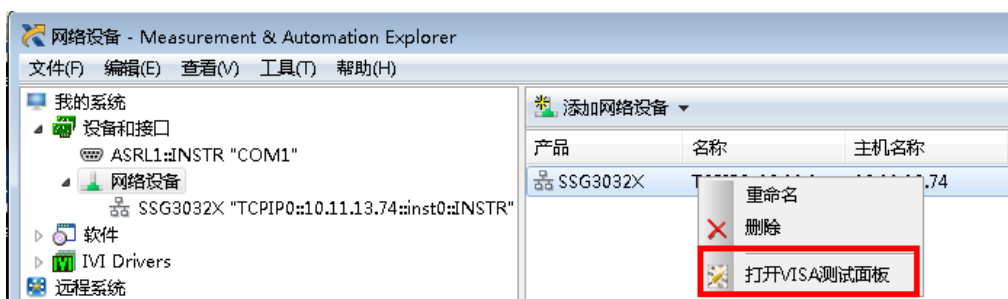 网络设备 - Measurement & Automation Explorer
文件(F) 编辑(E) 查看(V) 工具(T) 帮助(H)
我的系统
设备和接口
ASRL1::INSTR "COM1"
网络设备
SSG3032X "TCPIP0::10.11.13.74::inst0::INSTR"
软件
IVI Drivers
远程系统
添加网络设备
产品 名称 主机名称
SSG3032X .74
重命名
删除
打开VISA测试面板